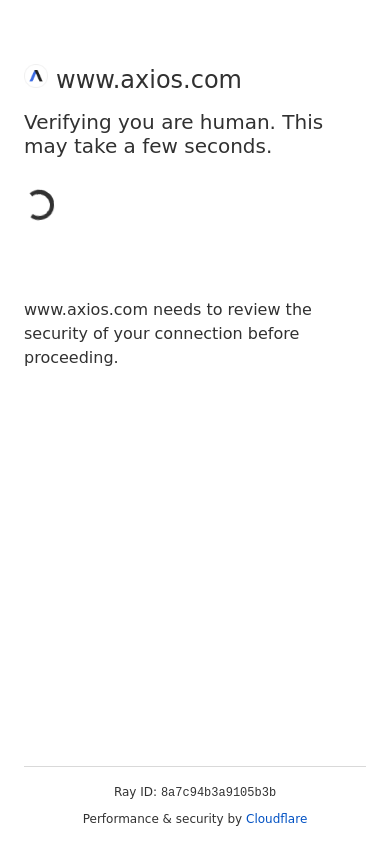 www.axios.com
Verifying you are human. This
may take a few seconds.
www.axios.com needs to review the
security of your connection before
proceeding.
Ray ID: 8a7c94b3a9105b3b
Performance & security by Cloudflare